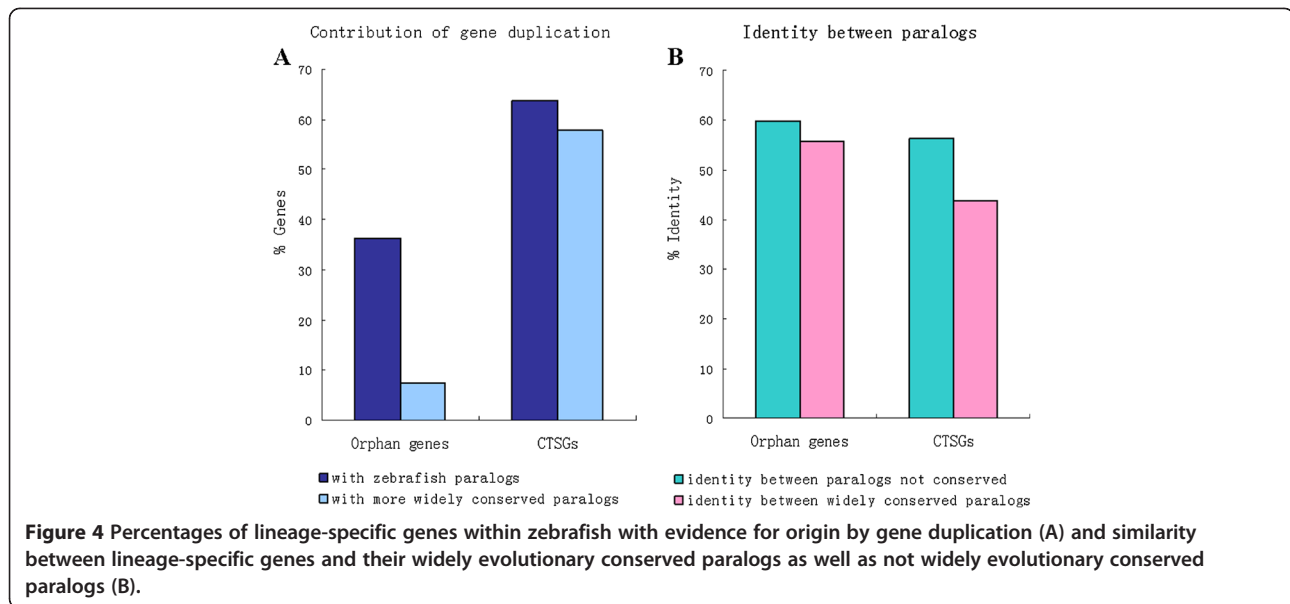 Contribution of gene duplication
A
70
60
50
40
30
20
10
0
% Genes
Orphan genes
CTSGs
with zebrafish paralogs
with more widely conserved paralogs
Identity between paralogs
B
70
60
50
40
30
20
10
0
% Identity
Orphan genes
CTSGs
identity between paralogs not conserved
identity between widely conserved paralogs
Figure 4 Percentages of lineage-specific genes within zebrafish with evidence for origin by gene duplication (A) and similarity
between lineage-specific genes and their widely evolutionary conserved paralogs as well as not widely evolutionary conserved
paralogs (B).